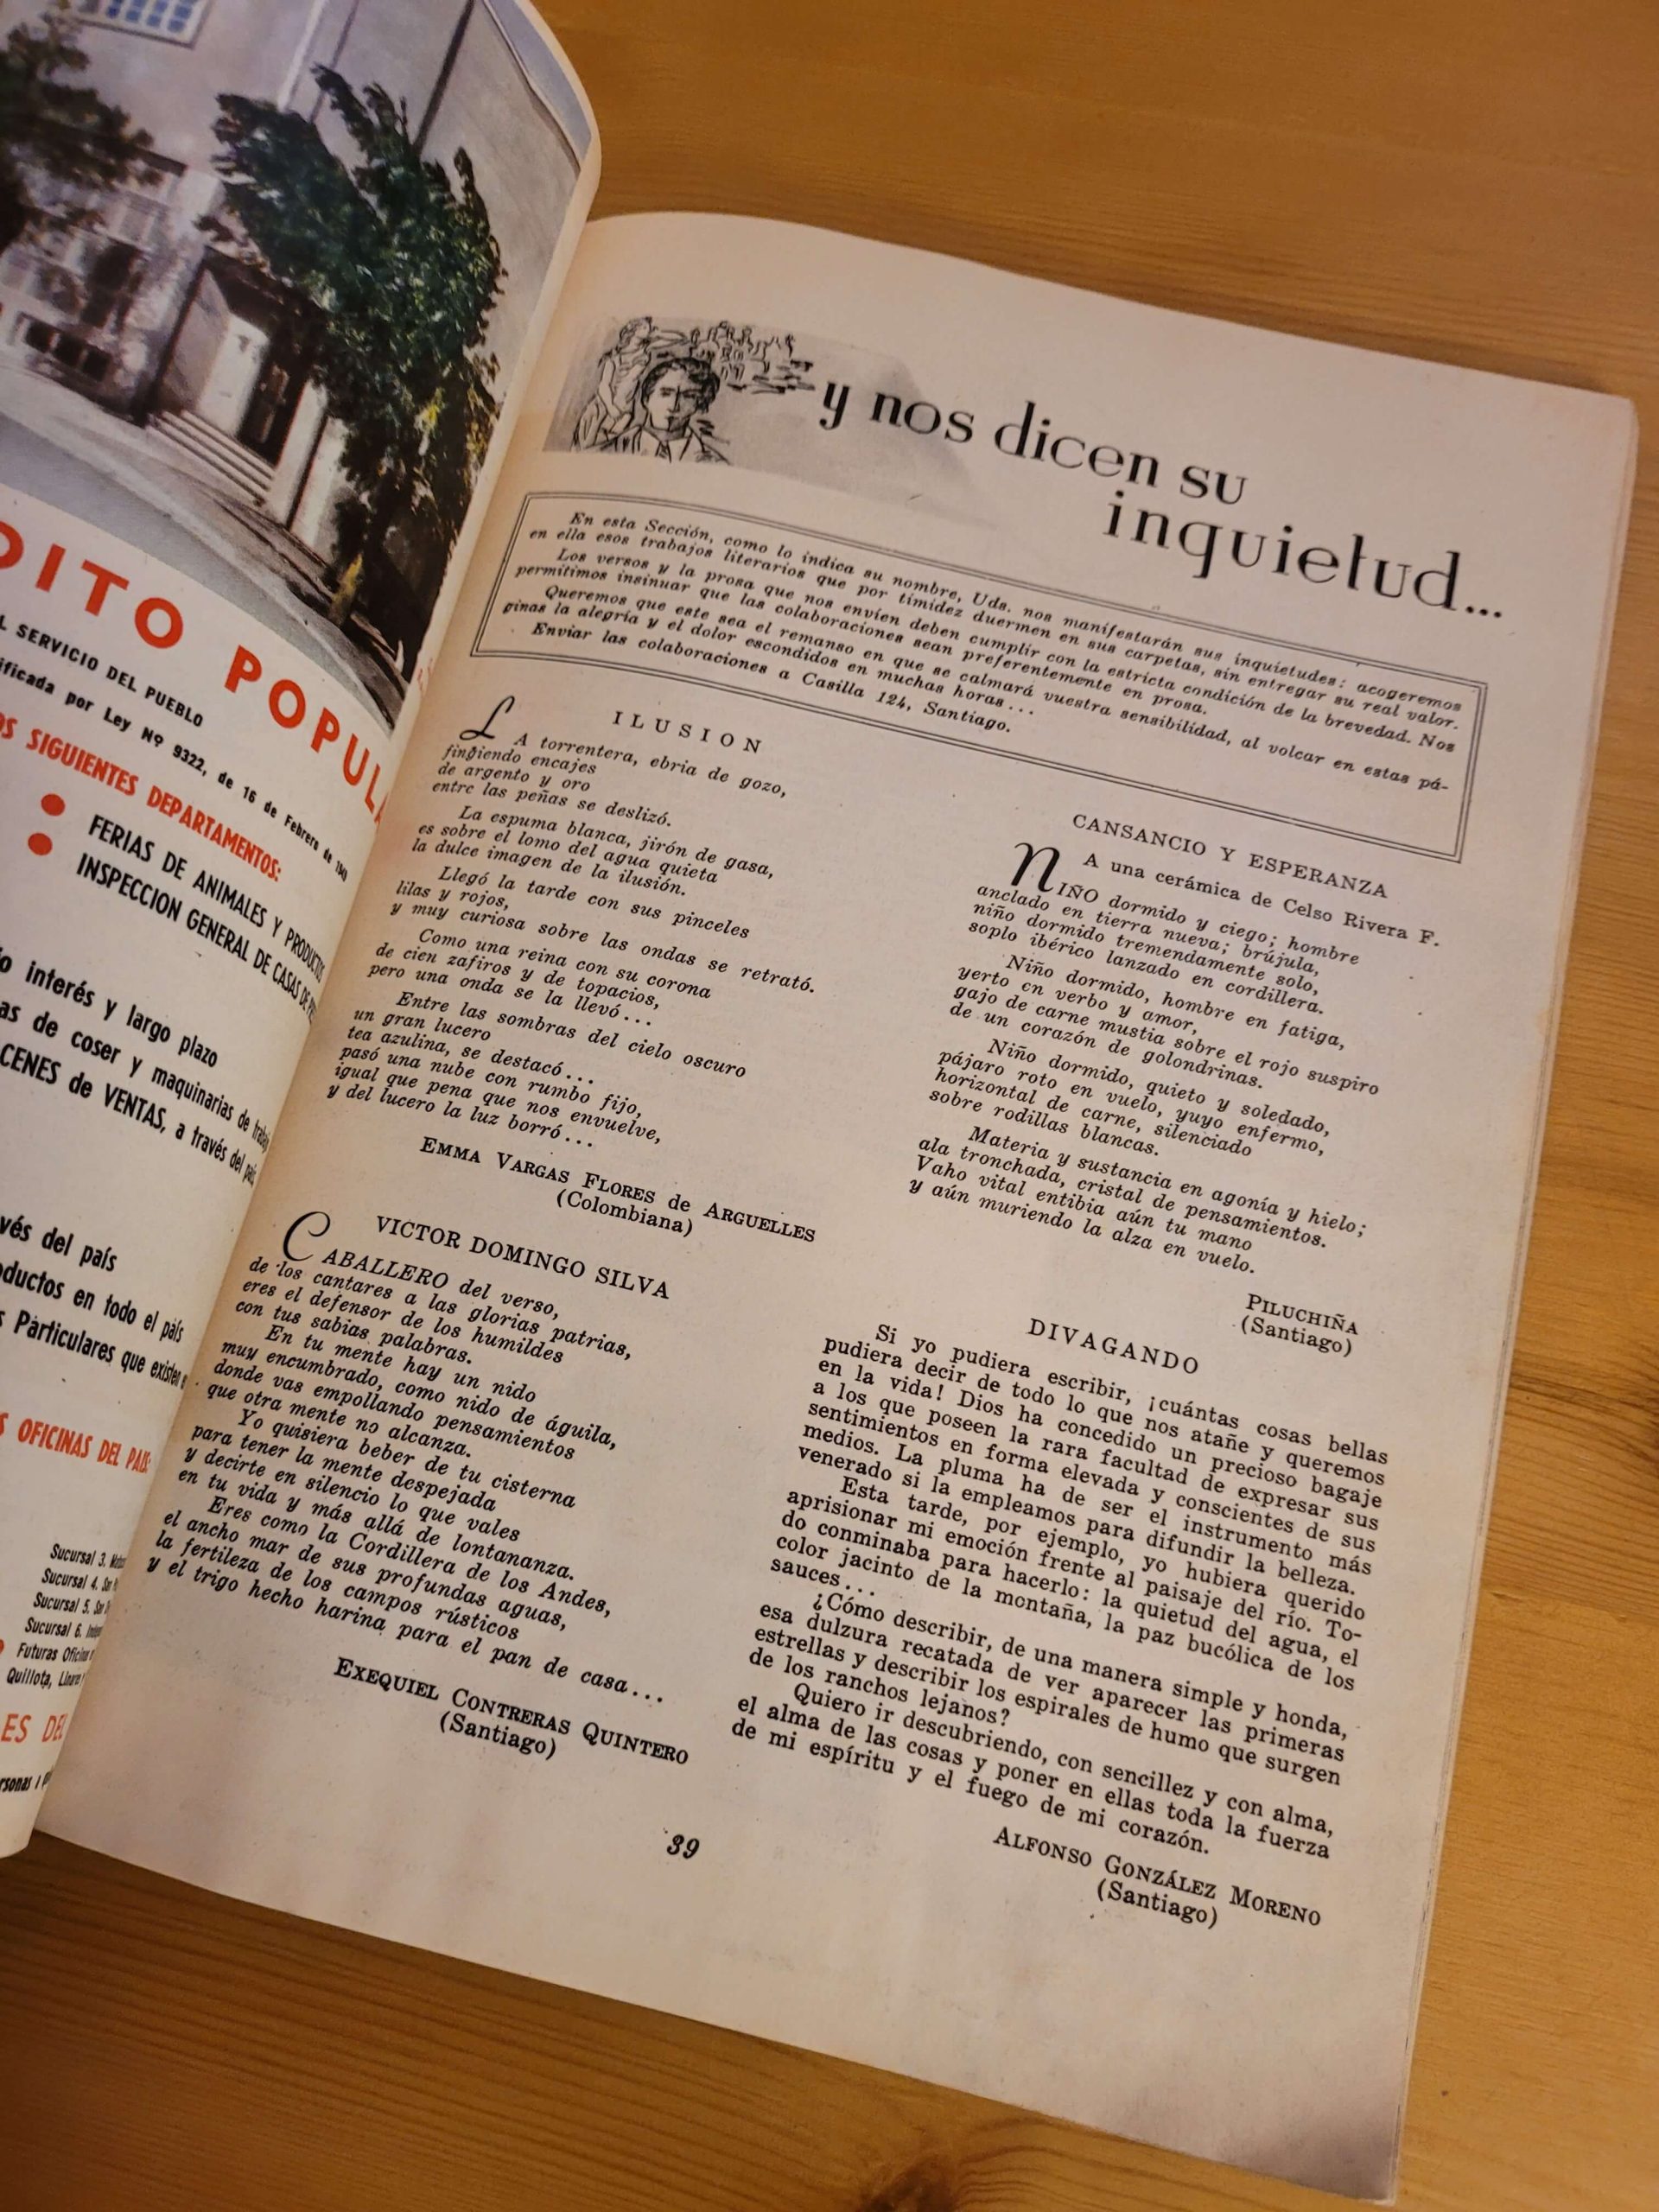 DITO POPUL
L SERVICIO DEL PUEBLO
ificada por Ley Nº 9322, de 16 de Febrero de 1949
OS SIGUIENTES DEPARTAMENTOS:
FERIAS DE ANIMALES Y PRODUCTOS
INSPECCION GENERAL DE CASAS DE
interés y largo plazo
as de coser y maquinarias de
CENES de VENTAS, a través del país
vés del país
ductos en todo el país
Particulares que existen
OFICINAS DEL PAIS:
Sucursal 3.
Sucursal 4.
Sucursal 5.
Sucursal 6.
Futuras
Quillota,
ES DEL
y nos dicen su
inquietud...
En esta Sección, como lo indica su nombre, Uds. nos manifestarán sus inquietudes: acogeremos
en ella esos trabajos literarios que por timidez duermen en sus carpetas, sin entregar su real valor.
Los versos y la prosa que nos envíen deben cumplir con la estricta condición de la brevedad. Nos
permitimos insinuar que las colaboraciones sean preferentemente en prosa.
Queremos que este sea el remanso en que se calmará vuestra sensibilidad, al volcar en estas pá-
ginas la alegría y el dolor escondidos en muchas horas...
Enviar las colaboraciones a Casilla 124, Santiago.
ILUSION
LA torrentera, ebria de gozo,
fingiendo encajes
de argento y oro
entre las peñas se deslizó.
La espuma blanca, jirón de gasa,
es sobre el lomo del agua quieta
la dulce imagen de la ilusión.
Llegó la tarde con sus pinceles
lilas y rojos,
y muy curiosa sobre las ondas se retrató.
Como una reina con su corona
de cien zafiros y de topacios,
pero una onda se la llevó...
Entre las sombras del cielo oscuro
un gran lucero
tea azulina, se destacó...
pasó una nube con rumbo fijo,
igual que pena que nos envuelve,
y del lucero la luz borró...
EMMA VARGAS FLORES de ARGUELLES
(Colombiana)
VICTOR DOMINGO SILVA
CABALLERO del verso,
de los cantares a las glorias patrias,
eres el defensor de los humildes
con tus sabias palabras.
En tu mente hay un nido
muy encumbrado, como nido de águila,
donde vas empollando pensamientos
que otra mente no alcanza.
Yo quisiera beber de tu cisterna
para tener la mente despejada
y decirte en silencio lo que vales
en tu vida y más allá de lontananza.
Eres como la Cordillera de los Andes,
el ancho mar de sus profundas aguas,
la fertileza de los campos rústicos
y el trigo hecho harina para el pan de casa...
EXEQUIEL CONTRERAS QUINTERO
(Santiago)
CANSANCIO Y ESPERANZA
A una cerámica de Celso Rivera F.
NIÑO dormido y ciego; hombre
anclado en tierra nueva; brújula,
niño dormido tremendamente solo,
soplo ibérico lanzado en cordillera.
Niño dormido, hombre en fatiga,
yerto en verbo y amor,
gajo de carne mustia sobre el rojo suspiro
de un corazón de golondrinas.
Niño dormido, quieto y soledado,
pájaro roto en vuelo, yuyo enfermo,
horizontal de carne, silenciado
sobre rodillas blancas.
Materia y sustancia en agonía y hielo;
ala tronchada, cristal de pensamientos.
Vaho vital entibia aún tu mano
y aún muriendo la alza en vuelo.
PILUCHIÑA
(Santiago)
DIVAGANDO
Si yo pudiera escribir, ¡cuántas cosas bellas
pudiera decir de todo lo que nos atañe y queremos
en la vida! Dios ha concedido un precioso bagaje
a los que poseen la rara facultad de expresar sus
sentimientos en forma elevada y conscientes de sus
medios. La pluma ha de ser el instrumento más
venerado si la empleamos para difundir la belleza.
Esta tarde, por ejemplo, yo hubiera querido
aprisionar mi emoción frente al paisaje del río. To-
do conminaba para hacerlo: la quietud del agua, el
color jacinto de la montaña, la paz bucólica de los
sauces...
¿Cómo describir, de una manera simple y honda,
esa dulzura recatada de ver aparecer las primeras
estrellas y describir los espirales de humo que surgen
de los ranchos lejanos?
Quiero ir descubriendo, con sencillez y con alma,
el alma de las cosas y poner en ellas toda la fuerza
de mi espíritu y el fuego de mi corazón.
ALFONSO GONZÁLEZ MORENO
(Santiago)
39